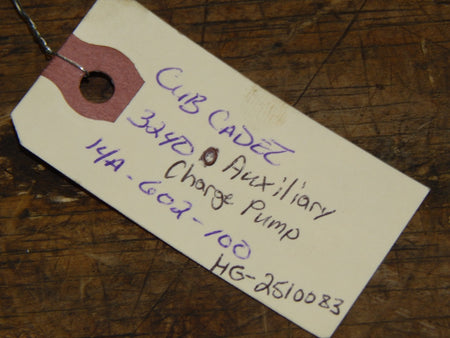 CUB CADET
3240 Auxiliary
Charge Pump
14A-602-100
HG-2510083